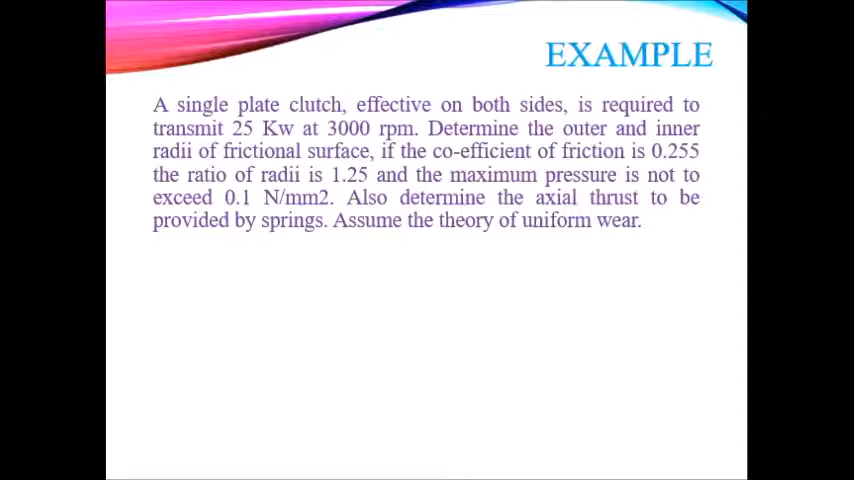 EXAMPLE
A single plate clutch, effective on both sides, is required to
transmit 25 Kw at 3000 rpm. Determine the outer and inner
radii of frictional surface, if the co-efficient of friction is 0.255
the ratio of radii is 1.25 and the maximum pressure is not to
exceed 0.1 N/mm2. Also determine the axial thrust to be
provided by springs. Assume the theory of uniform wear.